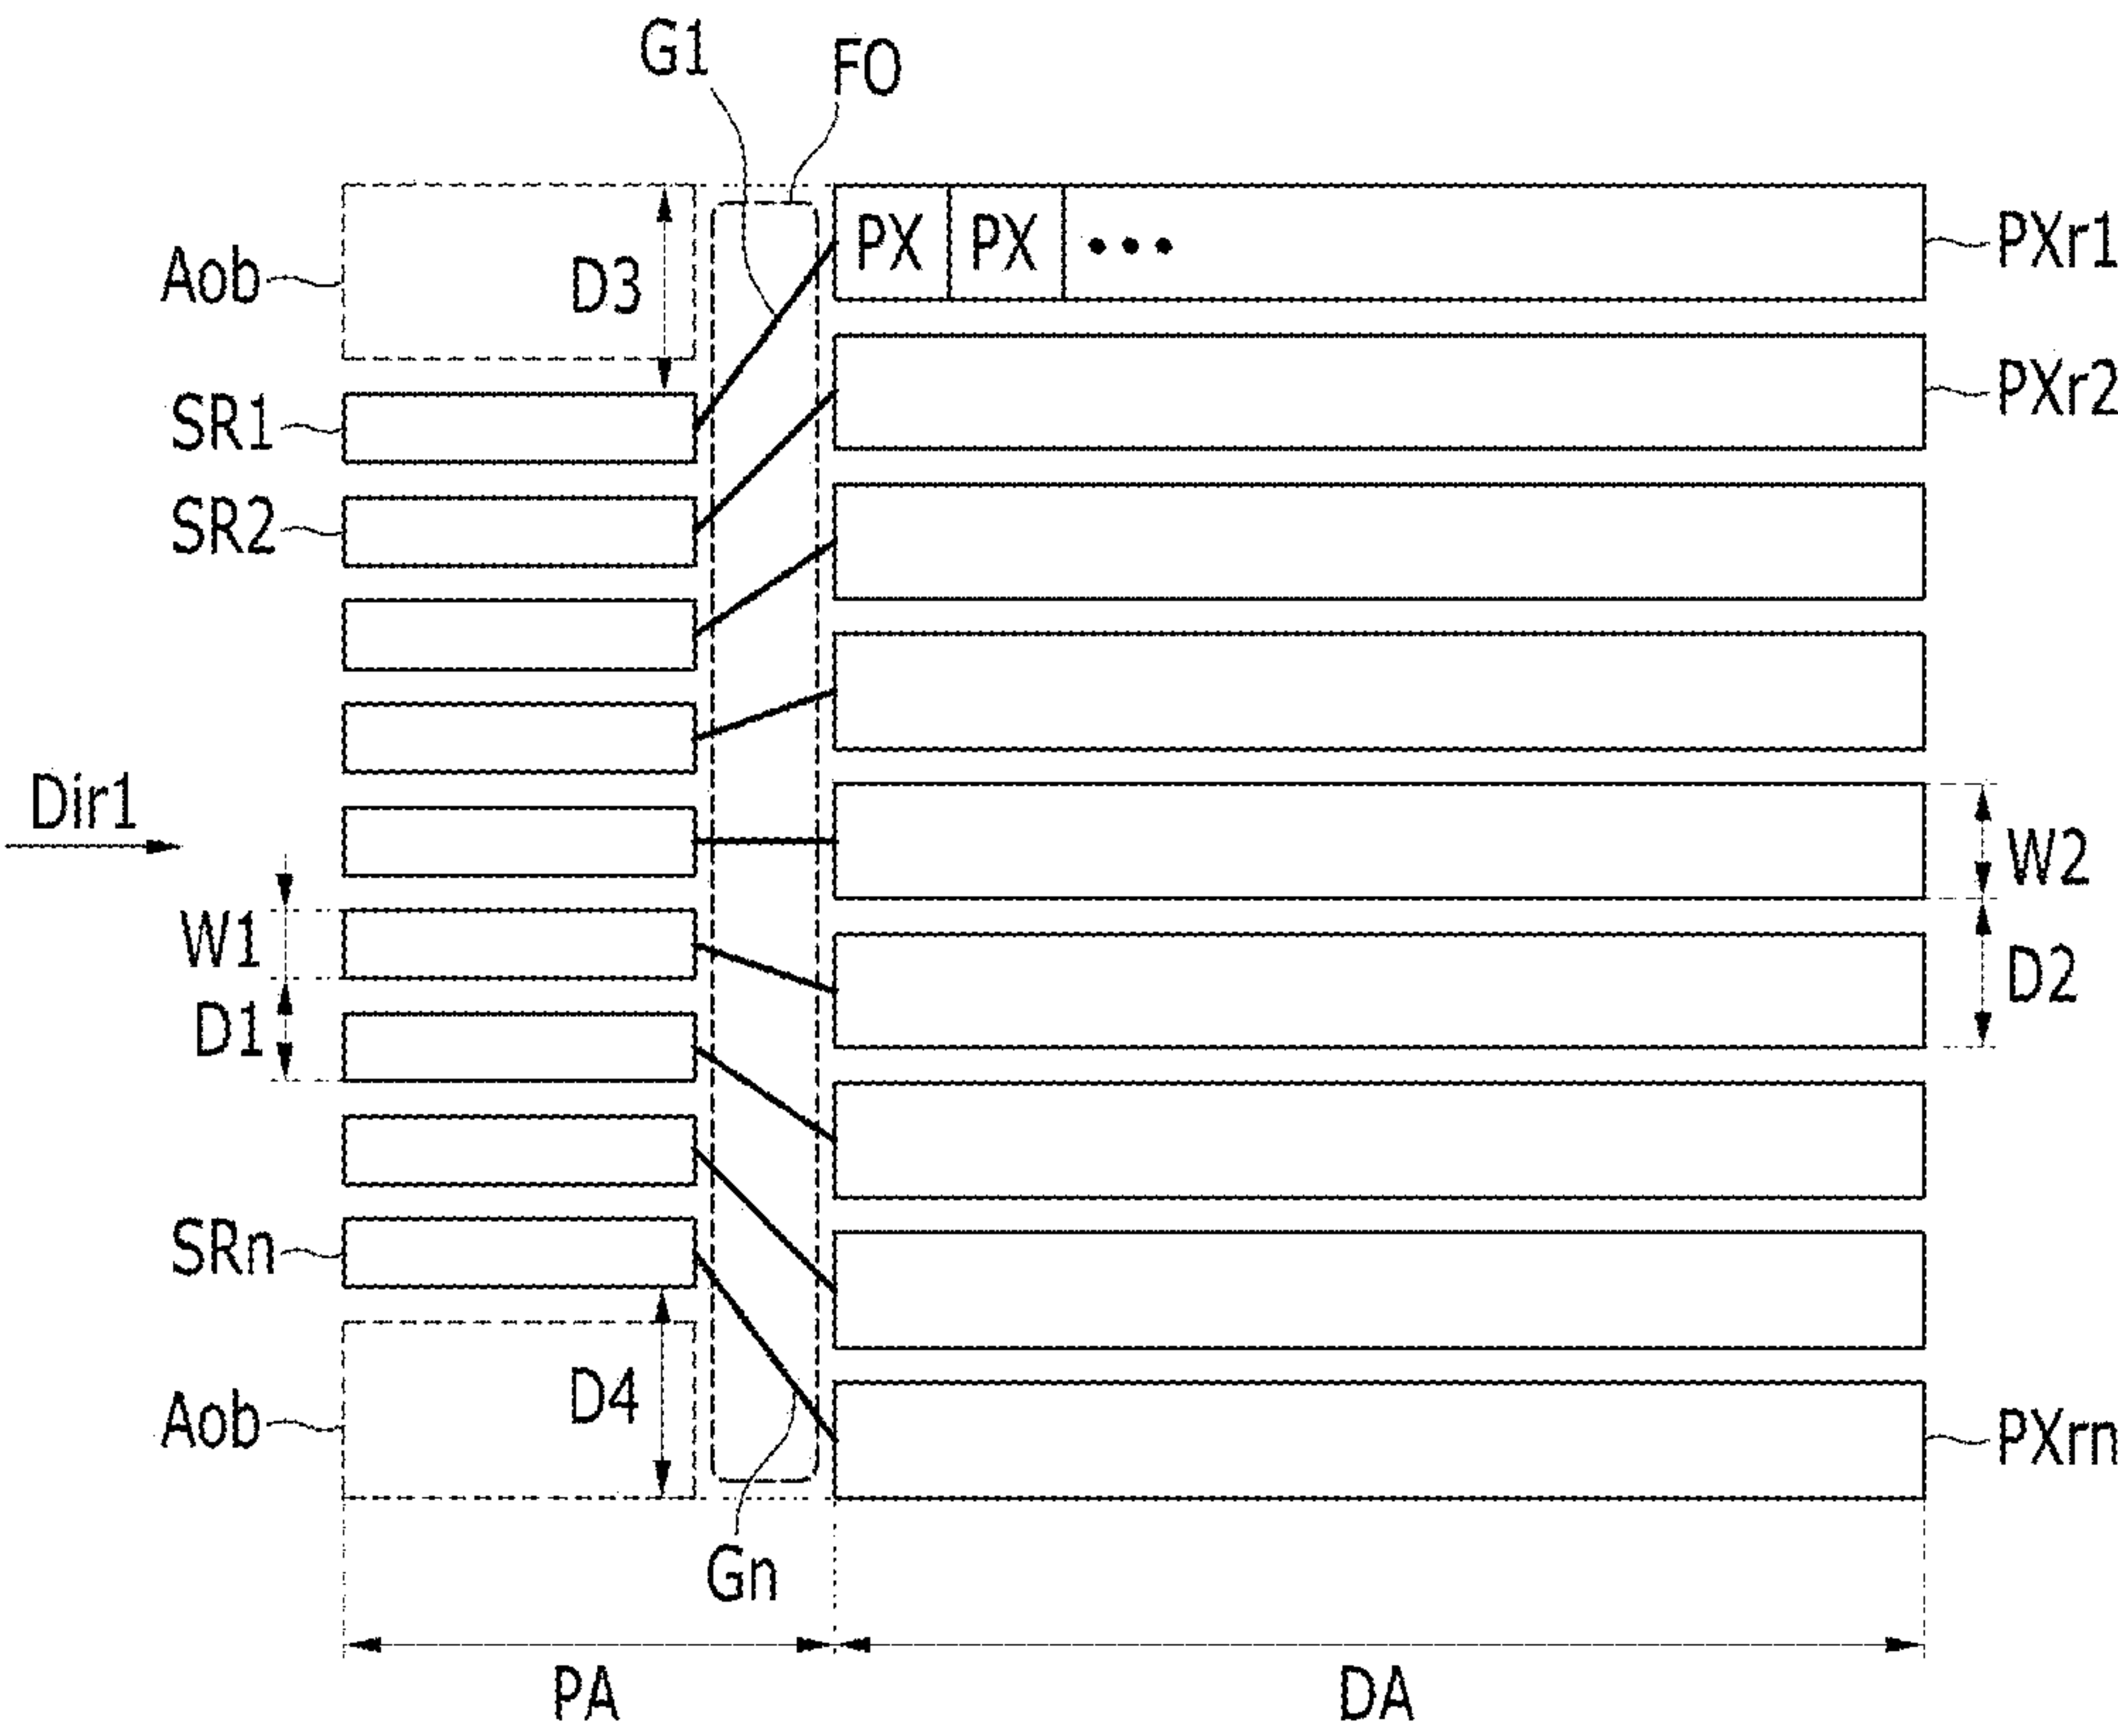 G1
FO
PX PX •••
PXr1
Aob
D3
SR1
PXr2
SR2
Dir1
W2
W1
D2
D1
SRn
D4
Aob
PXrn
Gn
PA
DA